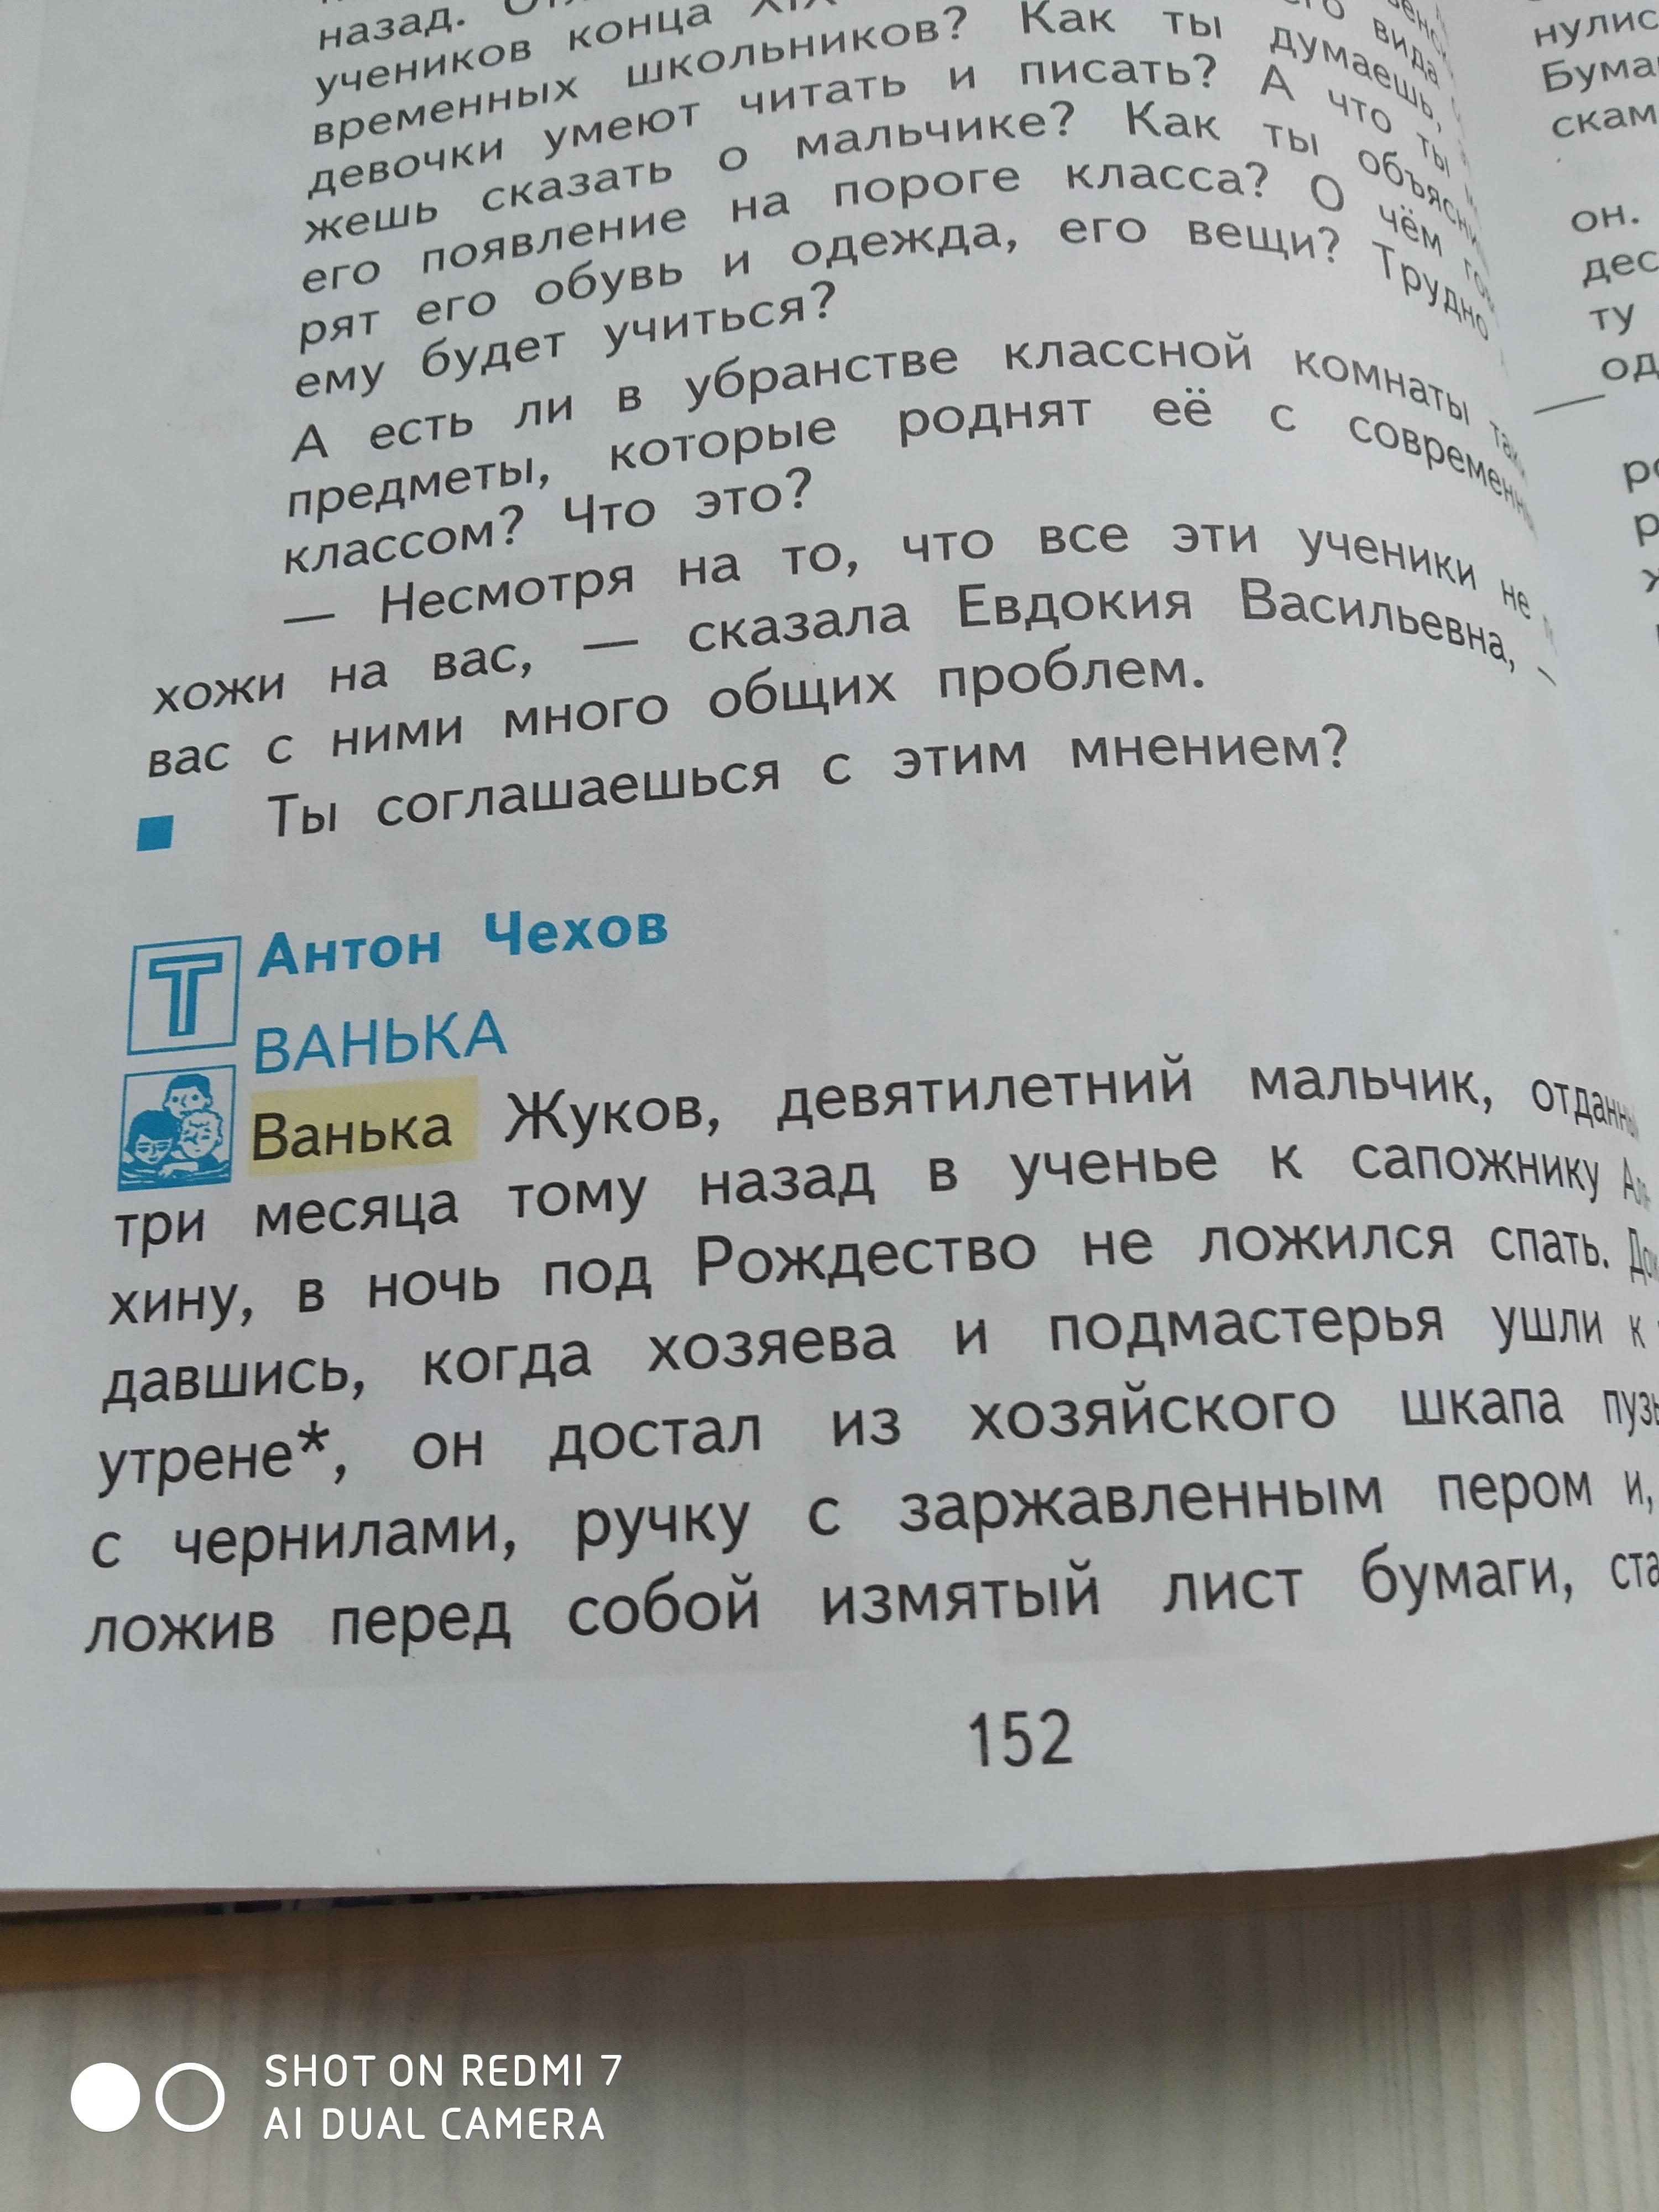 назад.
учеников конца XIX
временных школьников? Как ты думаешь,
девочки умеют читать и писать? А что ты
жешь сказать о мальчике? Как ты
его появление на пороге класса? О чём
рят его обувь и одежда, его вещи? Трудно
ему будет учиться?
А есть ли в убранстве классной комнаты
предметы, которые роднят её с
классом? Что это?
— Несмотря на то, что все эти ученики не
хожи на вас, — сказала Евдокия Васильевна, —
вас с ними много общих проблем.
Ты соглашаешься с этим мнением?
Т Антон Чехов
ВАНЬКА
Ванька Жуков, девятилетний мальчик,
три месяца тому назад в ученье к сапожнику
хину, в ночь под Рождество не ложился спать.
давшись, когда хозяева и подмастерья ушли к
утрене*, он достал из хозяйского шкапа
с чернилами, ручку с заржавленным пером и,
ложив перед собой измятый лист бумаги,
152
он.
ту
SHOT ON REDMI 7
AI DUAL CAMERA